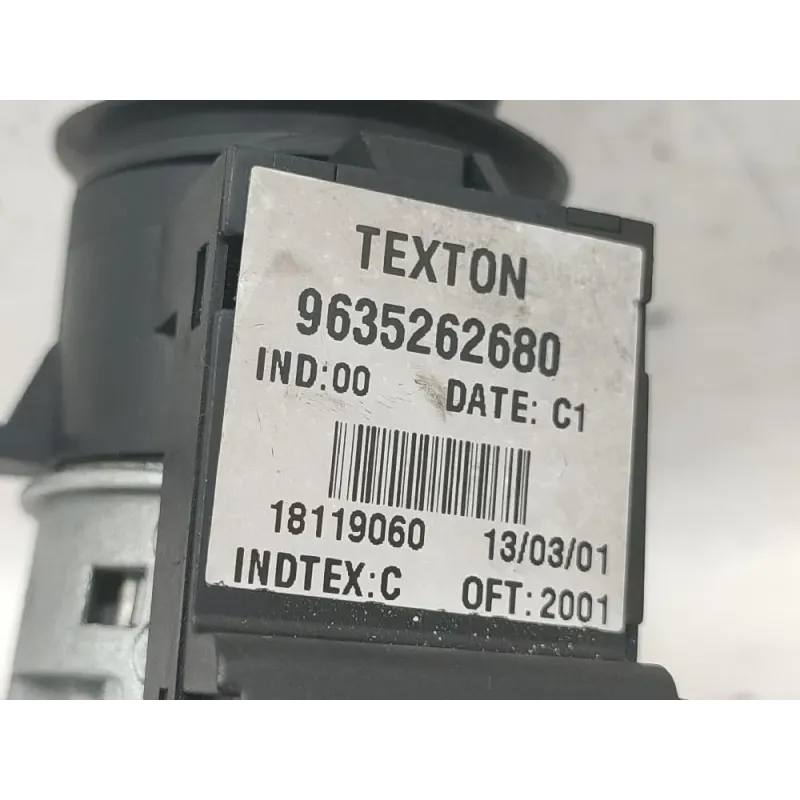 TEXTON
9635262680
IND:00 DATE: C1
18119060 13/03/01
INDTEX:C OFT:2001